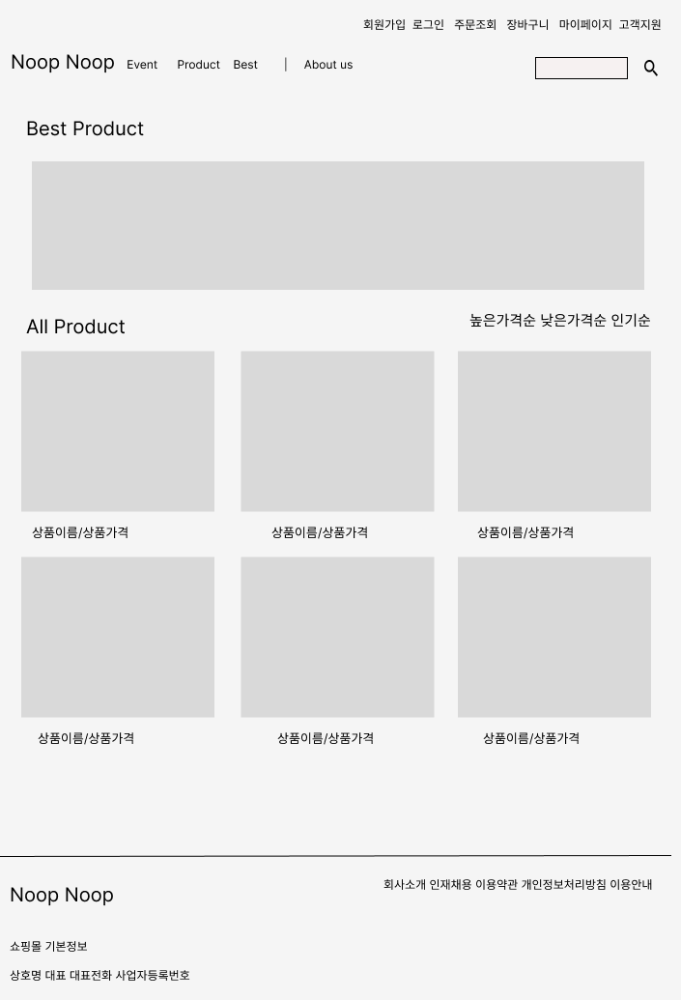 회원가입 로그인 주문조회 장바구니 마이페이지 고객지원
Noop Noop Event Product Best | About us
Best Product
All Product 높은가격순 낮은가격순 인기순
상품이름/상품가격 상품이름/상품가격 상품이름/상품가격
상품이름/상품가격 상품이름/상품가격 상품이름/상품가격
회사소개 인재채용 이용약관 개인정보처리방침 이용안내
Noop Noop
쇼핑몰 기본정보
상호명 대표 대표전화 사업자등록번호